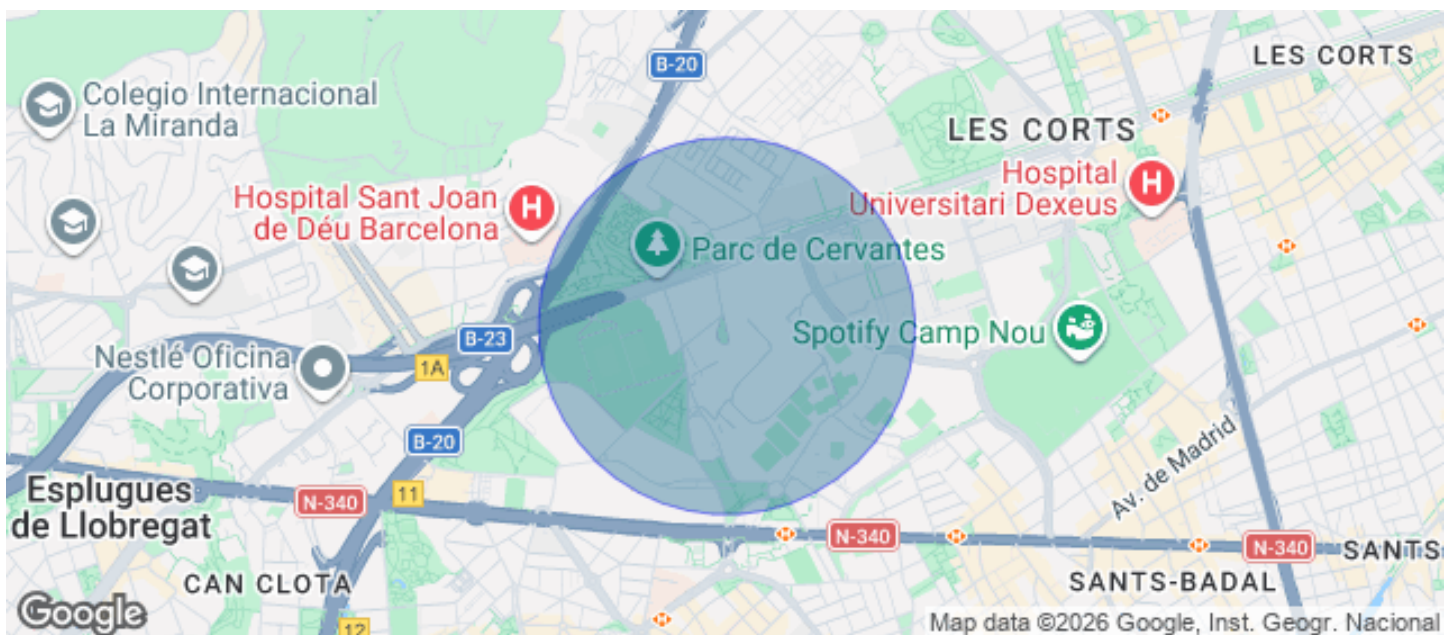 B-20
LES CORTS
Colegio Internacional
La Miranda
LES CORTS
Hospital
Universitari Dexeus
Hospital Sant Joan
de Déu Barcelona
Parc de Cervantes
B-23
Spotify Camp Nou
Nestlé Oficina
Corporativa
1A
B-20
Av. de Madrid
Esplugues
de Llobregat
N-340
11
N-340
N-340
SANTS
CAN CLOTA
SANTS-BADAL
Google
12
Map data ©2026 Google, Inst. Geogr. Nacional